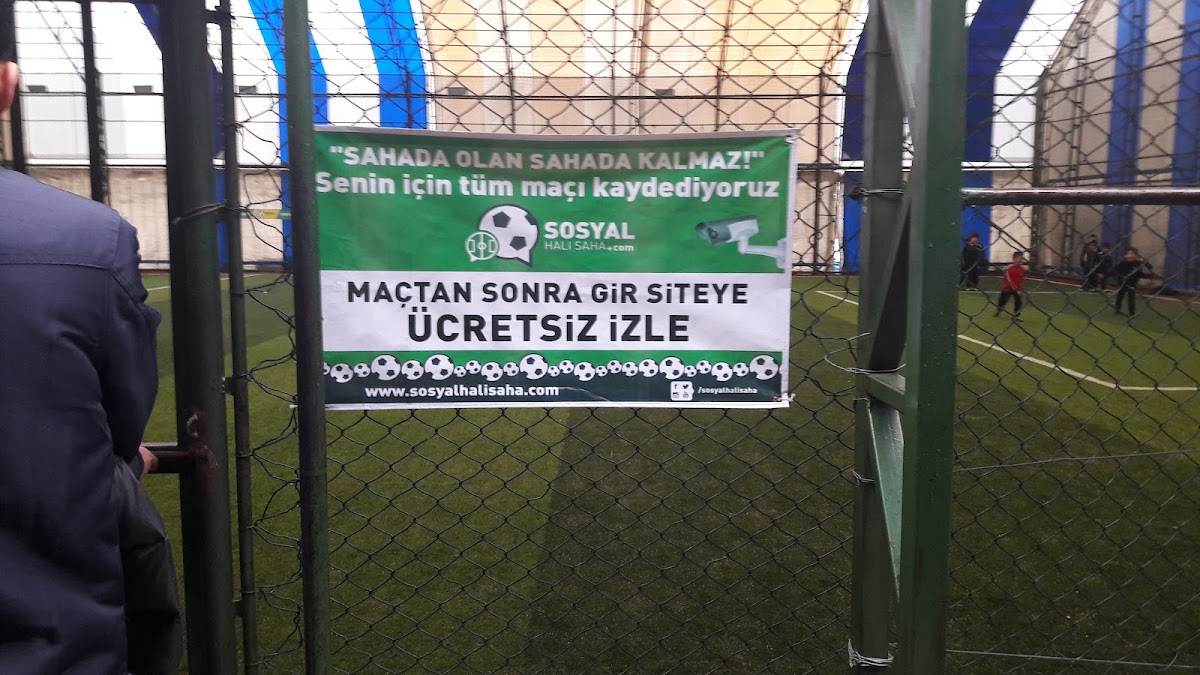 "SAHADA OLAN SAHADA KALMAZ!"
Senin için tüm maçı kaydediyoruz
SOSYAL
HALI SAHA.com
MAÇTAN SONRA GİR SİTEYE
ÜCRETSİZ İZLE
www.sosyalhalisaha.com
/sosyalhalisaha